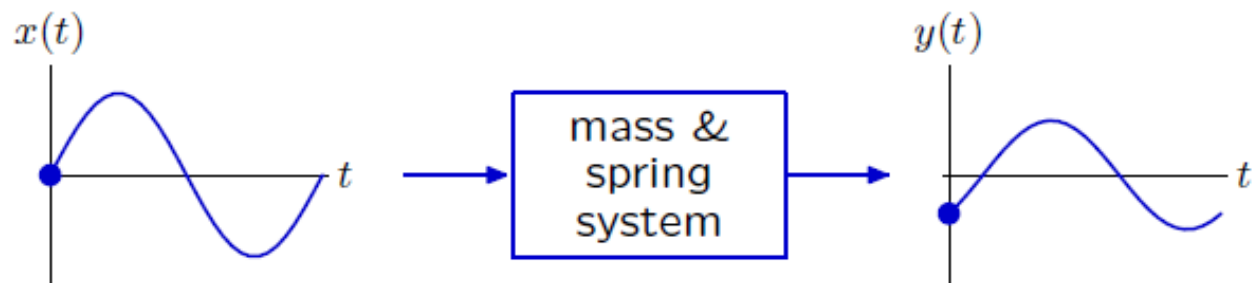 x(t)
y(t)
t
mass &
spring
system
t